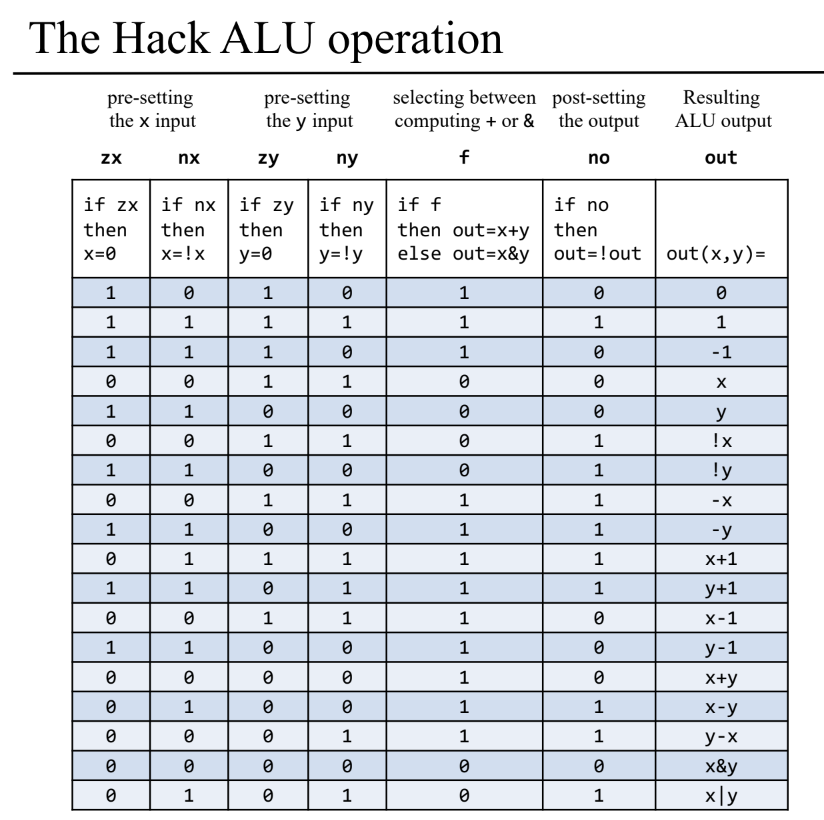 The Hack ALU operation
pre-setting the x input pre-setting the y input selecting between computing + or & post-setting the output Resulting ALU output
zx nx zy ny f no out
if zx then x=0 if nx then x=!x if zy then y=0 if ny then y=!y if f then out=x+y else out=x&y if no then out=!out out(x,y)=
1 0 1 0 1 0 0
1 1 1 1 1 1 1
1 1 1 0 1 0 -1
0 0 1 1 0 0 x
1 1 0 0 0 0 y
0 0 1 1 0 1 !x
1 1 0 0 0 1 !y
0 0 1 1 1 1 -x
1 1 0 0 1 1 -y
0 1 1 1 1 1 x+1
1 1 0 1 1 1 y+1
0 0 1 1 1 0 x-1
1 1 0 0 1 0 y-1
0 0 0 0 1 0 x+y
0 1 0 0 1 1 x-y
0 0 0 1 1 1 y-x
0 0 0 0 0 0 x&y
0 1 0 1 0 1 x|y